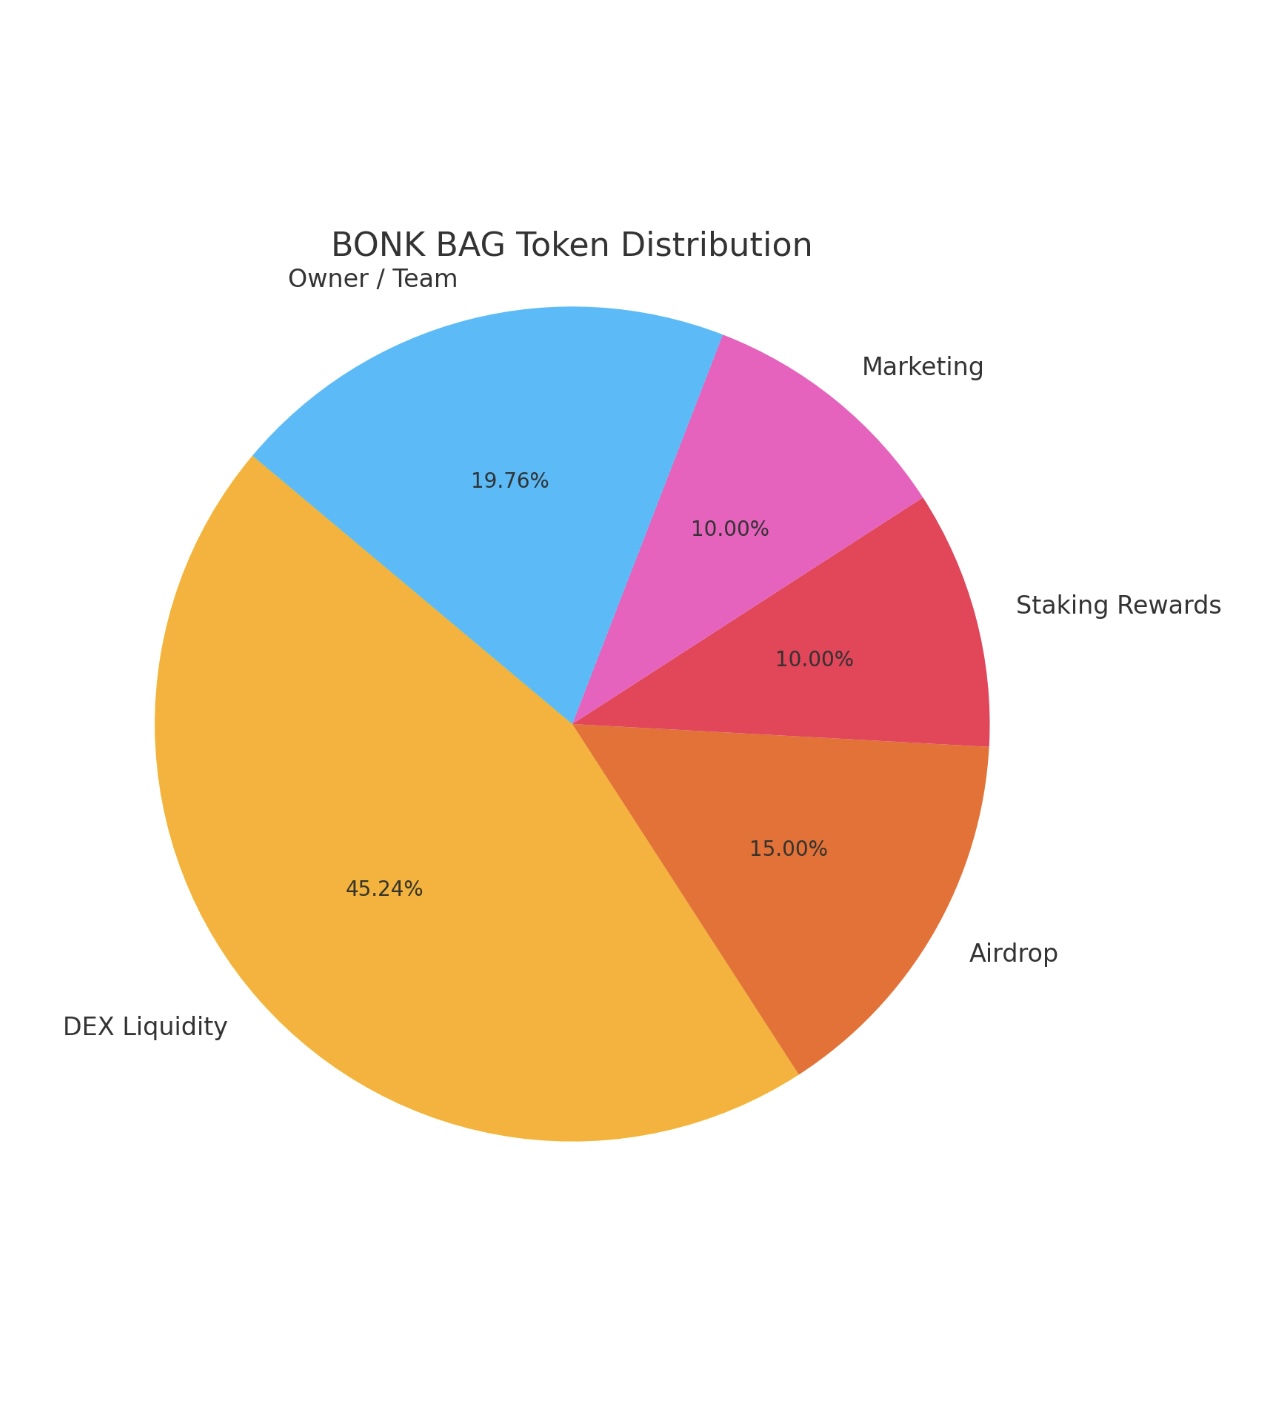 BONK BAG Token Distribution
Owner / Team
Marketing
19.76%
10.00%
Staking Rewards
10.00%
15.00%
45.24%
Airdrop
DEX Liquidity